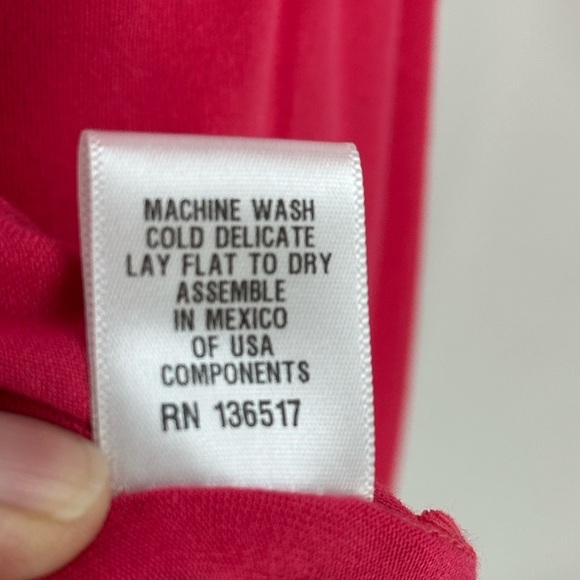 MACHINE WASH
COLD DELICATE
LAY FLAT TO DRY
ASSEMBLE
IN MEXICO
OF USA
COMPONENTS
RN 136517